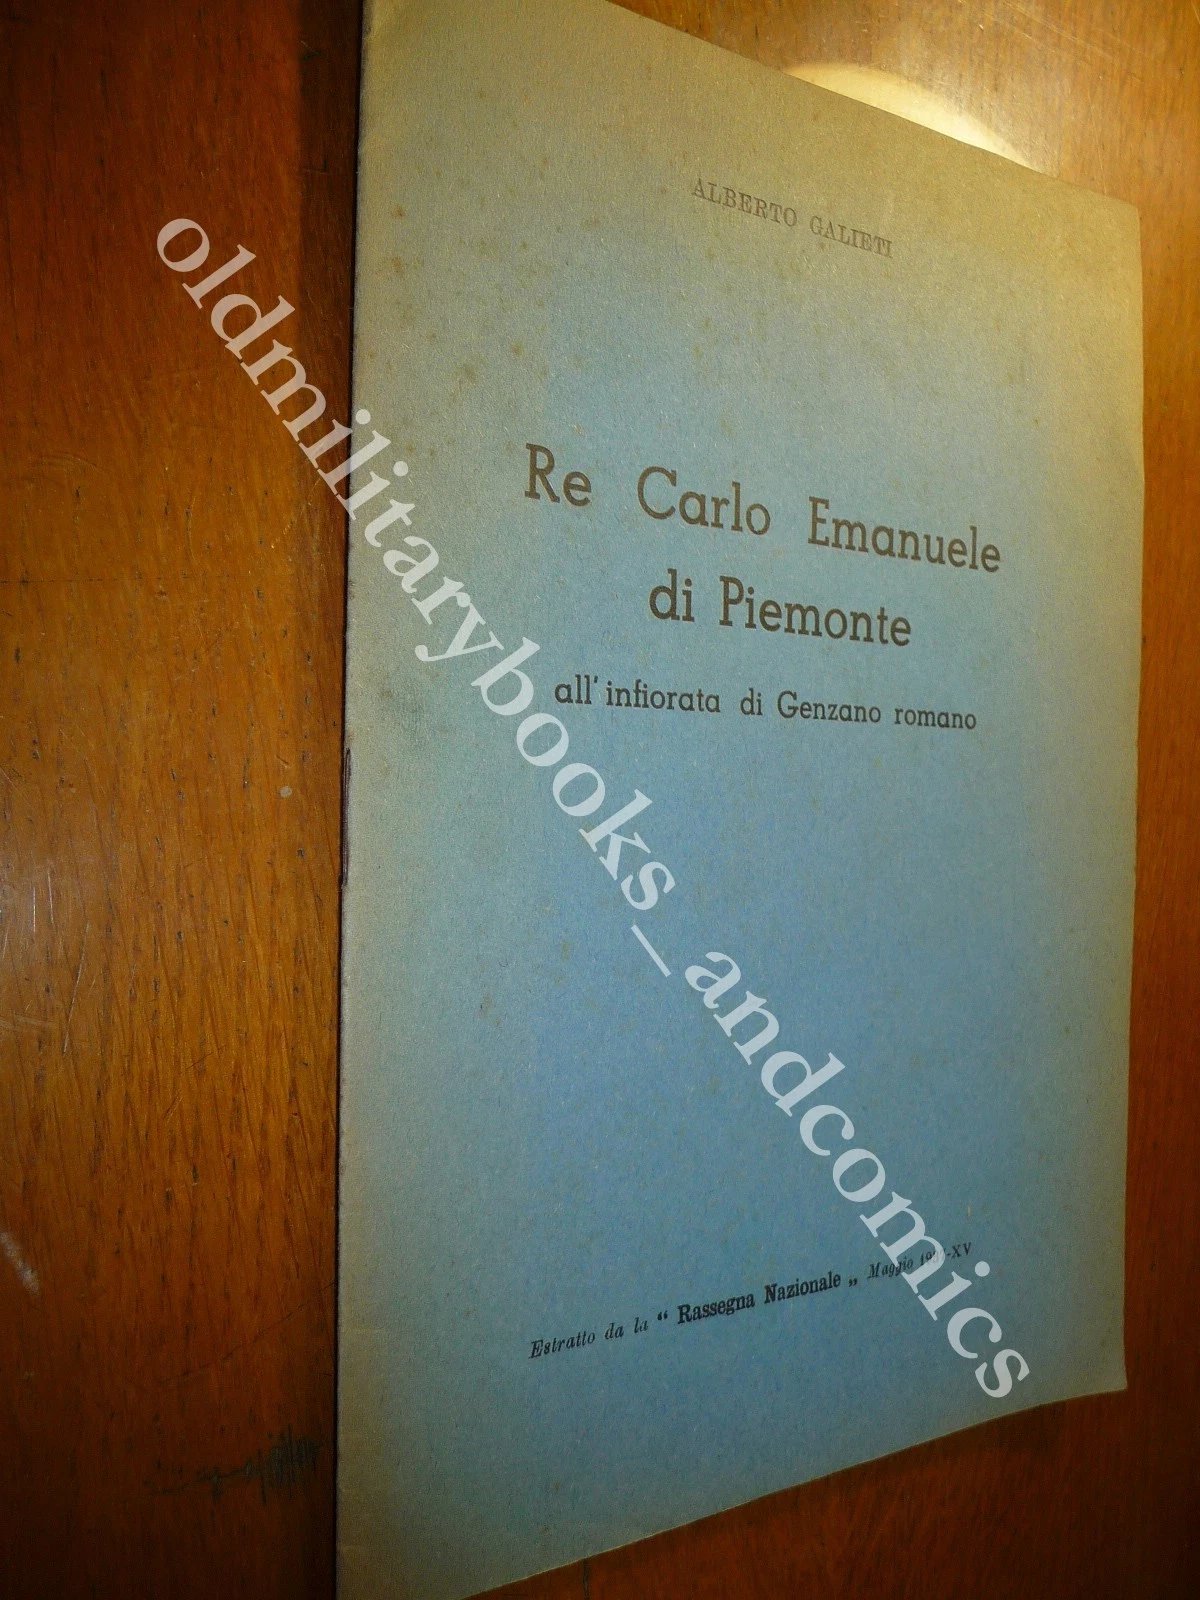 ALBERTO GALIETI
Re Carlo Emanuele
di Piemonte
all'infiorata di Genzano romano
Estratto da la " Rassegna Nazionale „ Maggio -XV
oldmilitarybooks_andcomics